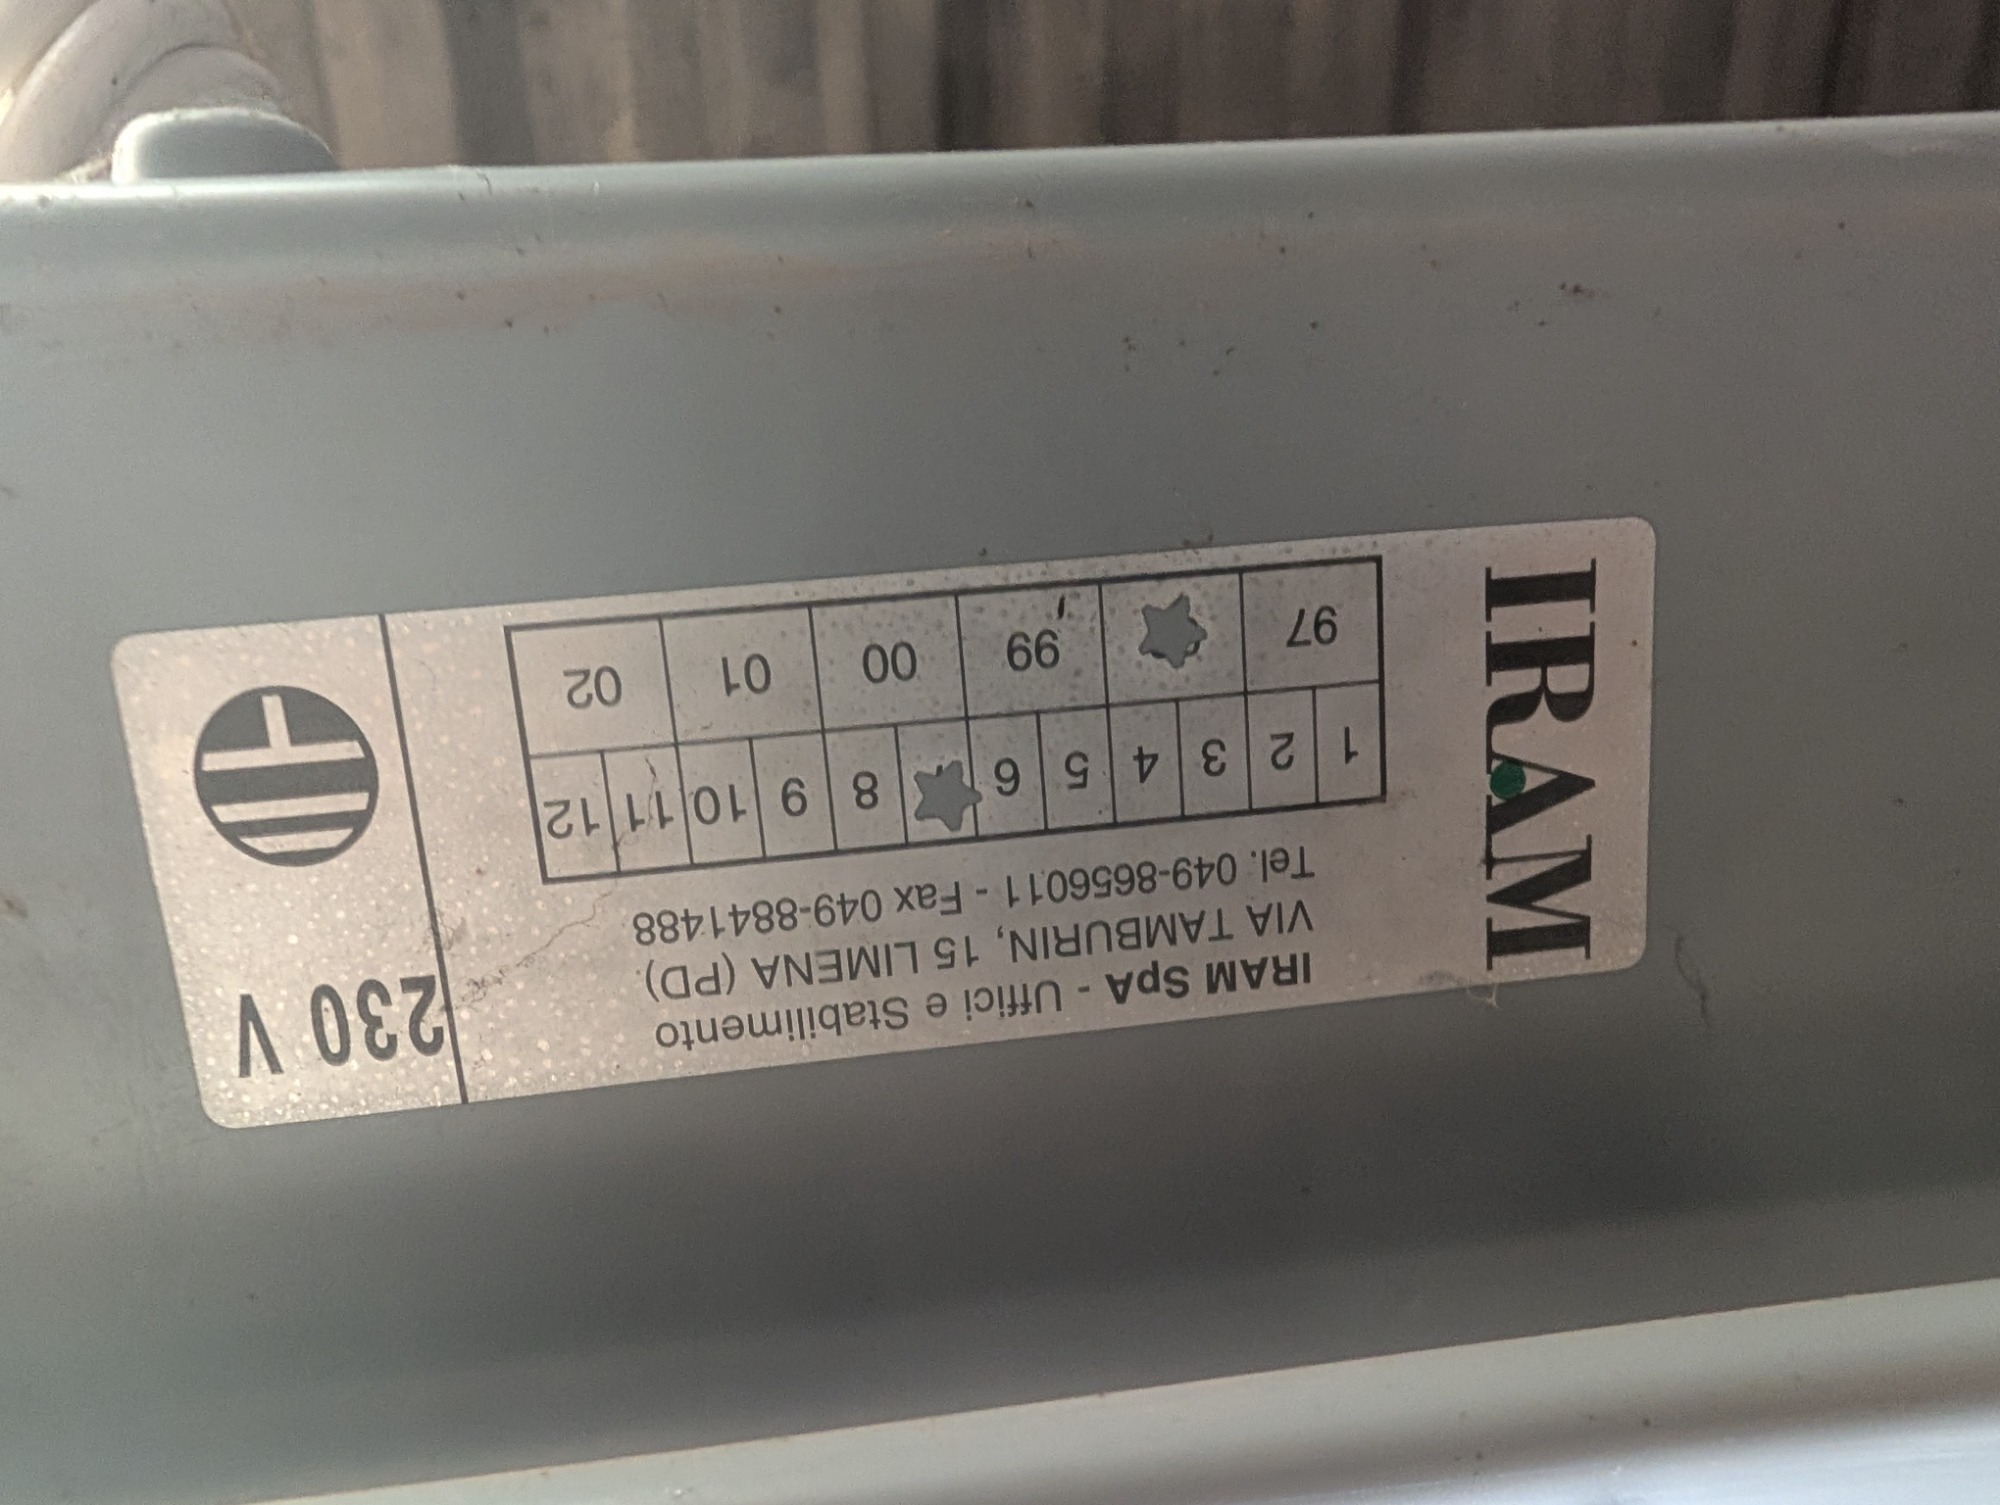 IRAM
IRAM SpA - Uffici e Stabilimento
VIA TAMBURIN, 15 LIMENA (PD).
Tel. 049-8656011 - Fax 049-8841488
1 2 3 4 5 6 8 9 10 11 12
97 99 00 01 02
230 V